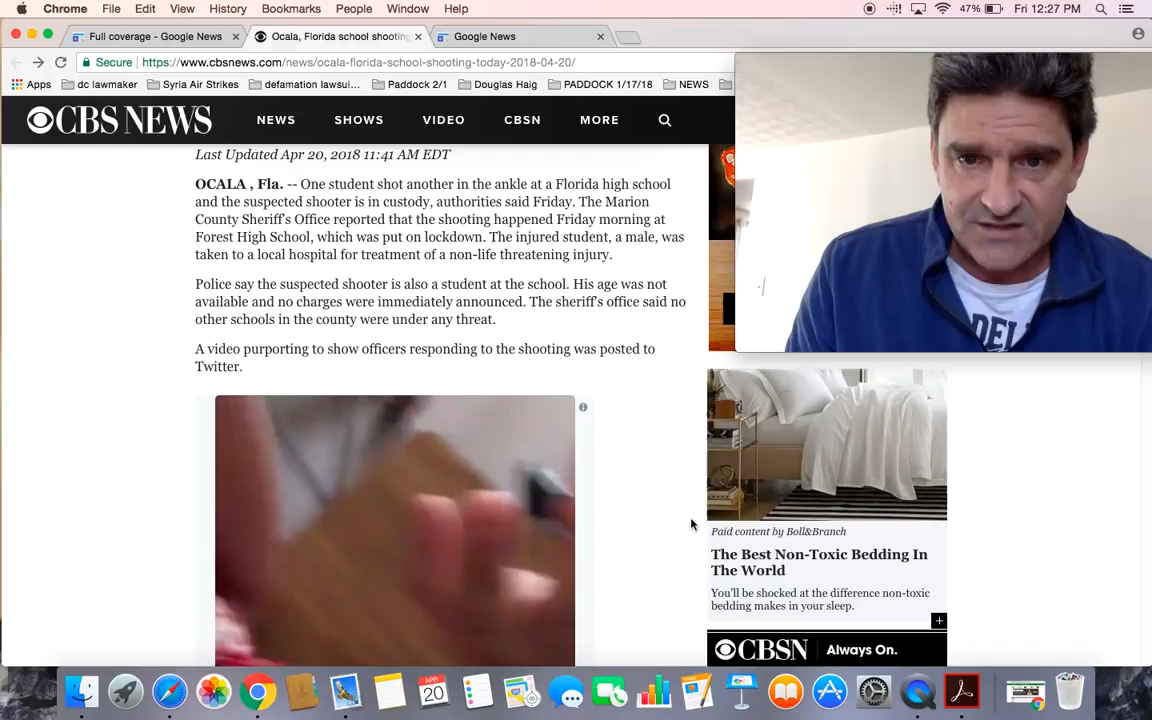 Chrome File Edit View History Bookmarks People Window Help 47% Fri 12:27 PM
Full coverage - Google News × Ocala, Florida school shooting × Google News ×
Secure https://www.cbsnews.com/news/ocala-florida-school-shooting-today-2018-04-20/
Apps dc lawmaker Syria Air Strikes defamation lawsui... Paddock 2/1 Douglas Haig PADDOCK 1/17/18 NEWS
CBS NEWS NEWS SHOWS VIDEO CBSN MORE
Last Updated Apr 20, 2018 11:41 AM EDT
OCALA , Fla. -- One student shot another in the ankle at a Florida high school
and the suspected shooter is in custody, authorities said Friday. The Marion
County Sheriff's Office reported that the shooting happened Friday morning at
Forest High School, which was put on lockdown. The injured student, a male, was
taken to a local hospital for treatment of a non-life threatening injury.
Police say the suspected shooter is also a student at the school. His age was not
available and no charges were immediately announced. The sheriff's office said no
other schools in the county were under any threat.
A video purporting to show officers responding to the shooting was posted to
Twitter.
Paid content by Boll&Branch
The Best Non-Toxic Bedding In
The World
You'll be shocked at the difference non-toxic
bedding makes in your sleep.
+
CBSN Always On.
APR
20